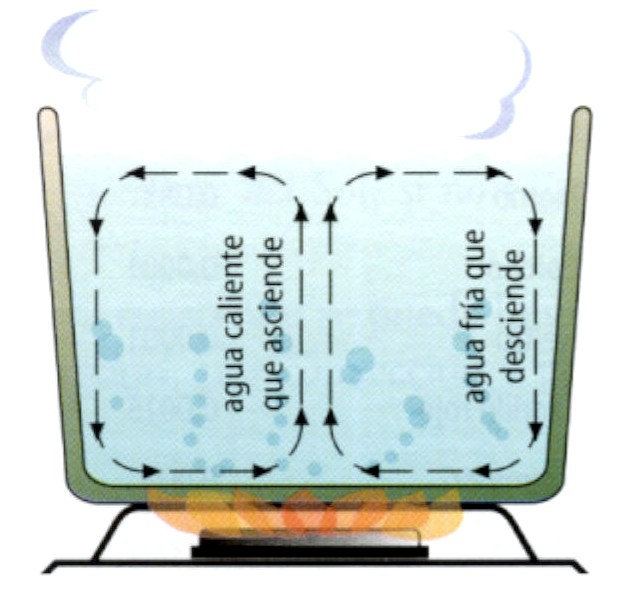 agua caliente
que asciende
agua fría que
desciende